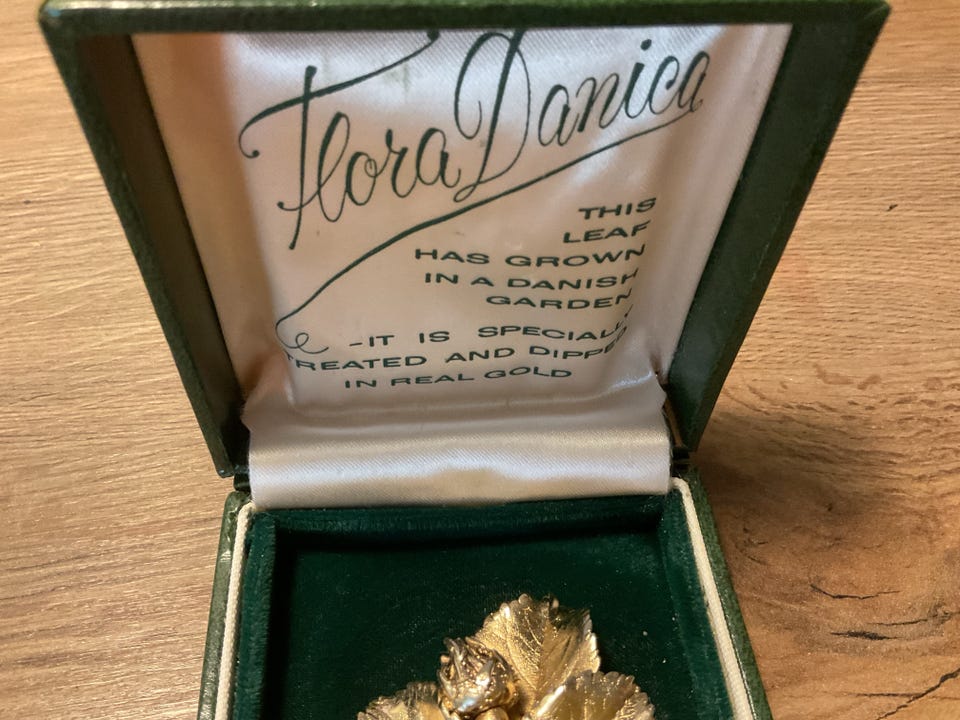 Flora Danica
THIS
LEAF
HAS GROWN
IN A DANISH
GARDEN
-IT IS SPECIALLY
TREATED AND DIPPED
IN REAL GOLD